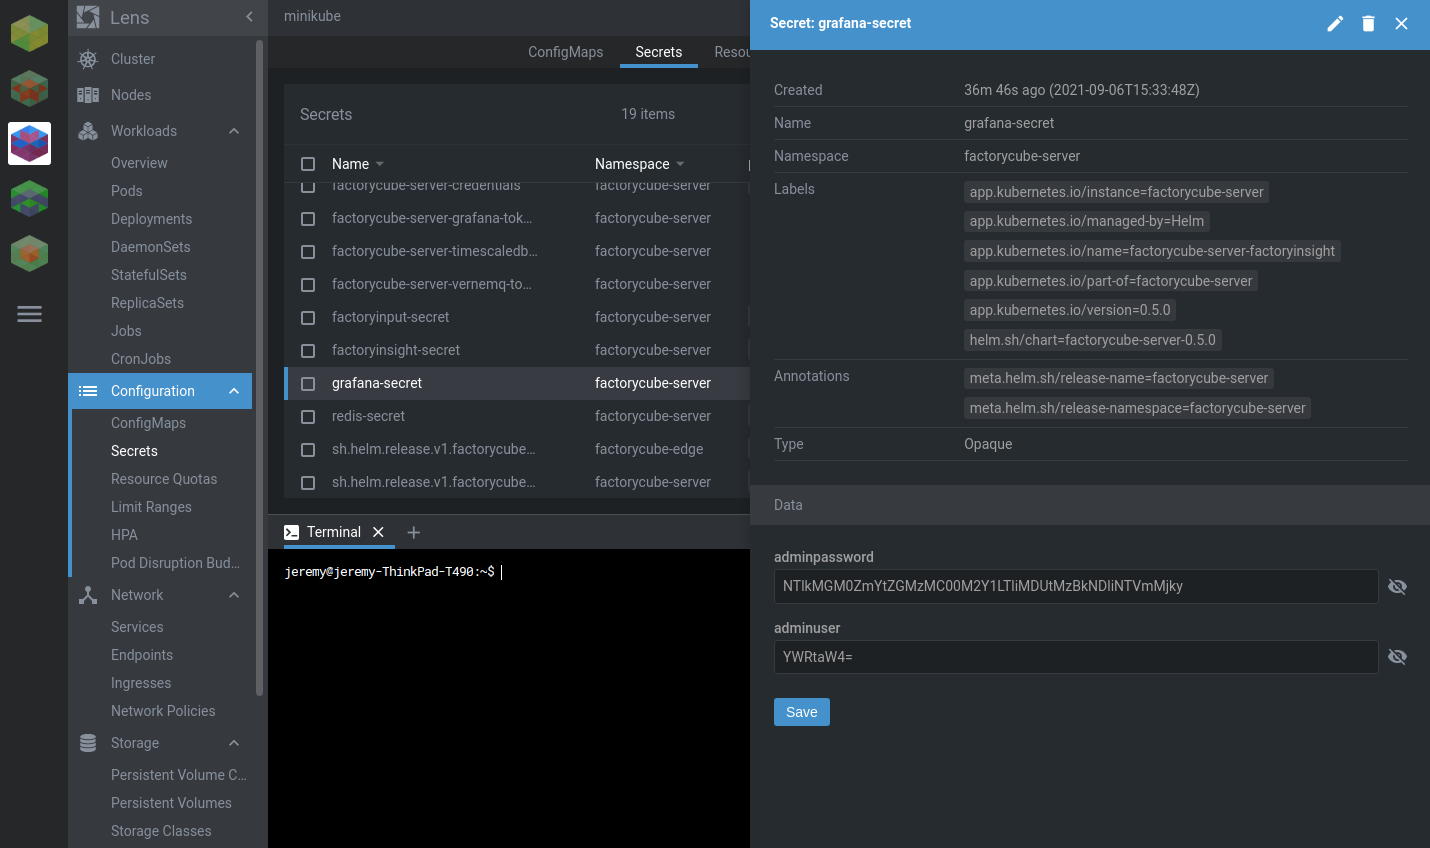 Lens
Cluster
Nodes
Workloads
Overview
Pods
Deployments
DaemonSets
StatefulSets
ReplicaSets
Jobs
CronJobs
Configuration
ConfigMaps
Secrets
Resource Quotas
Limit Ranges
HPA
Pod Disruption Bud...
Network
Services
Endpoints
Ingresses
Network Policies
Storage
Persistent Volume C...
Persistent Volumes
Storage Classes
minikube
ConfigMaps Secrets Resou
Secrets 19 items
Name Namespace
factorycube-server-credentials factorycube-server
factorycube-server-grafana-tok... factorycube-server
factorycube-server-timescaledb... factorycube-server
factorycube-server-vernemq-to... factorycube-server
factoryinput-secret factorycube-server
factoryinsight-secret factorycube-server
grafana-secret factorycube-server
redis-secret factorycube-server
sh.helm.release.v1.factorycube... factorycube-edge
sh.helm.release.v1.factorycube... factorycube-server
Terminal
jeremy@jeremy-ThinkPad-T490:~$
Secret: grafana-secret
Created 36m 46s ago (2021-09-06T15:33:48Z)
Name grafana-secret
Namespace factorycube-server
Labels app.kubernetes.io/instance=factorycube-server
app.kubernetes.io/managed-by=Helm
app.kubernetes.io/name=factorycube-server-factoryinsight
app.kubernetes.io/part-of=factorycube-server
app.kubernetes.io/version=0.5.0
helm.sh/chart=factorycube-server-0.5.0
Annotations meta.helm.sh/release-name=factorycube-server
meta.helm.sh/release-namespace=factorycube-server
Type Opaque
Data
adminpassword
NTlkMGM0ZmYtZGMzMC00M2Y1LTliMDUtMzBkNDliNTVmMjky
adminuser
YWRtaW4=
Save